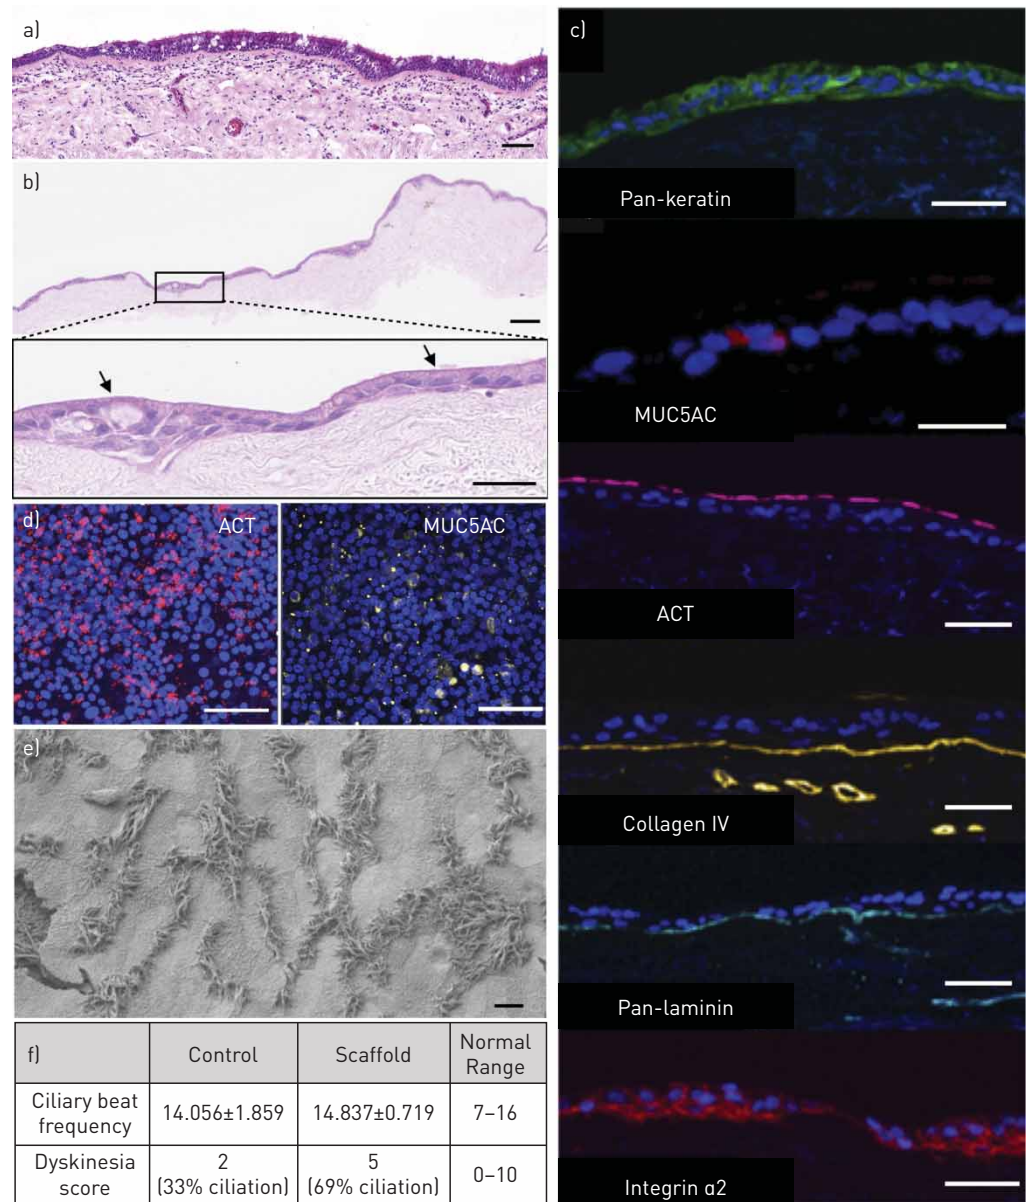 a)
b)
d) ACT MUC5AC
e)
f) Control Scaffold Normal
Range
Ciliary beat
frequency 14.056±1.859 14.837±0.719 7–16
Dyskinesia
score 2
(33% ciliation) 5
(69% ciliation) 0–10
c)
Pan-keratin
MUC5AC
ACT
Collagen IV
Pan-laminin
Integrin α2